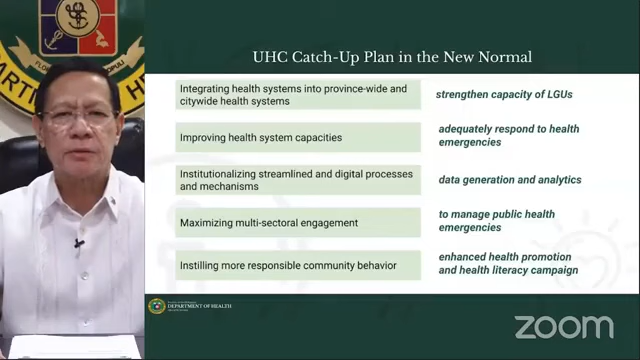 UHC Catch-Up Plan in the New Normal
Integrating health systems into province-wide and
citywide health systems
strengthen capacity of LGUs
Improving health system capacities
adequately respond to health
emergencies
Institutionalizing streamlined and digital processes
and mechanisms
data generation and analytics
Maximizing multi-sectoral engagement
to manage public health
emergencies
Instilling more responsible community behavior
enhanced health promotion
and health literacy campaign
DEPARTMENT OF HEALTH
zoom